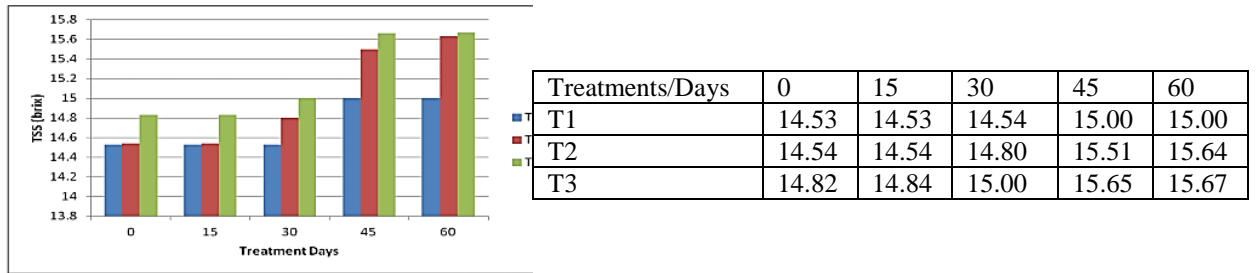 15.8
15.6
15.4
15.2
15
14.8
14.6
14.4
14.2
14
13.8
TSS (brix)
0 15 30 45 60
Treatment Days
T
T
T
Treatments/Days 0 15 30 45 60
T1 14.53 14.53 14.54 15.00 15.00
T2 14.54 14.54 14.80 15.51 15.64
T3 14.82 14.84 15.00 15.65 15.67